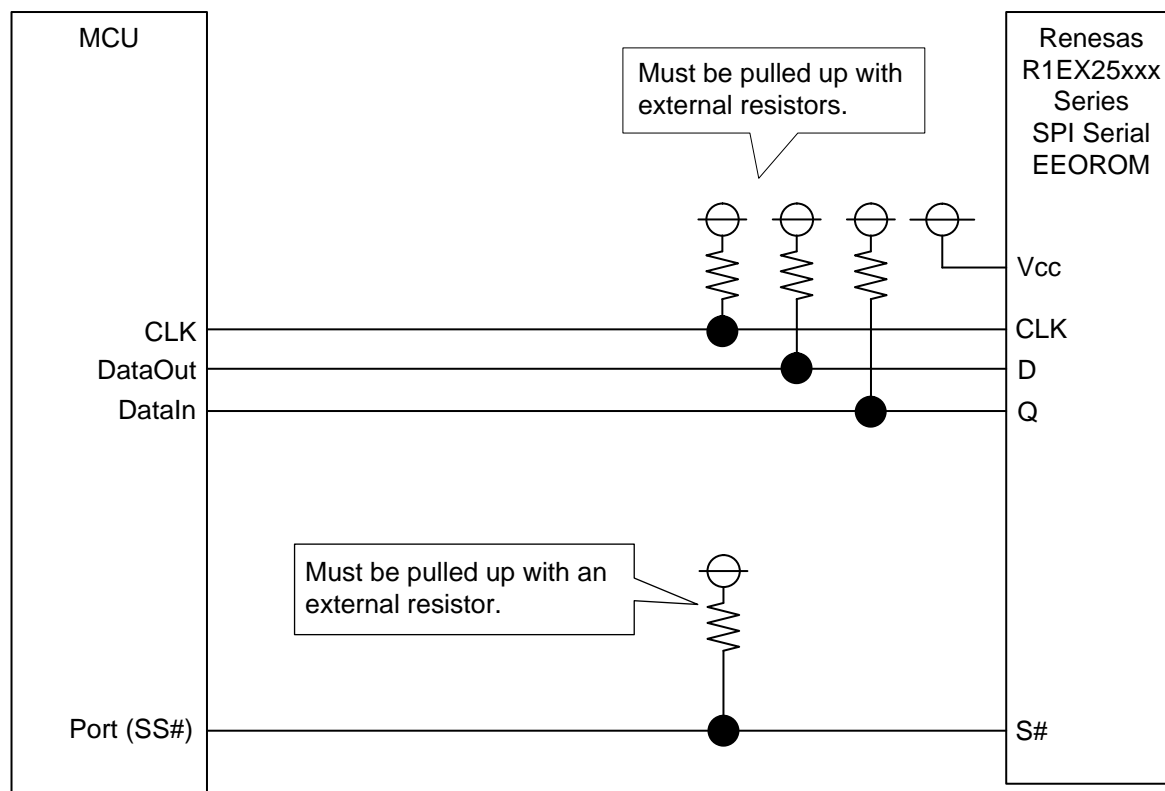 MCU
Renesas
R1EX25xxx
Series
SPI Serial
EEOROM
Must be pulled up with
external resistors.
Vcc
CLK
CLK
DataOut
D
DataIn
Q
Must be pulled up with an
external resistor.
Port (SS#)
S#